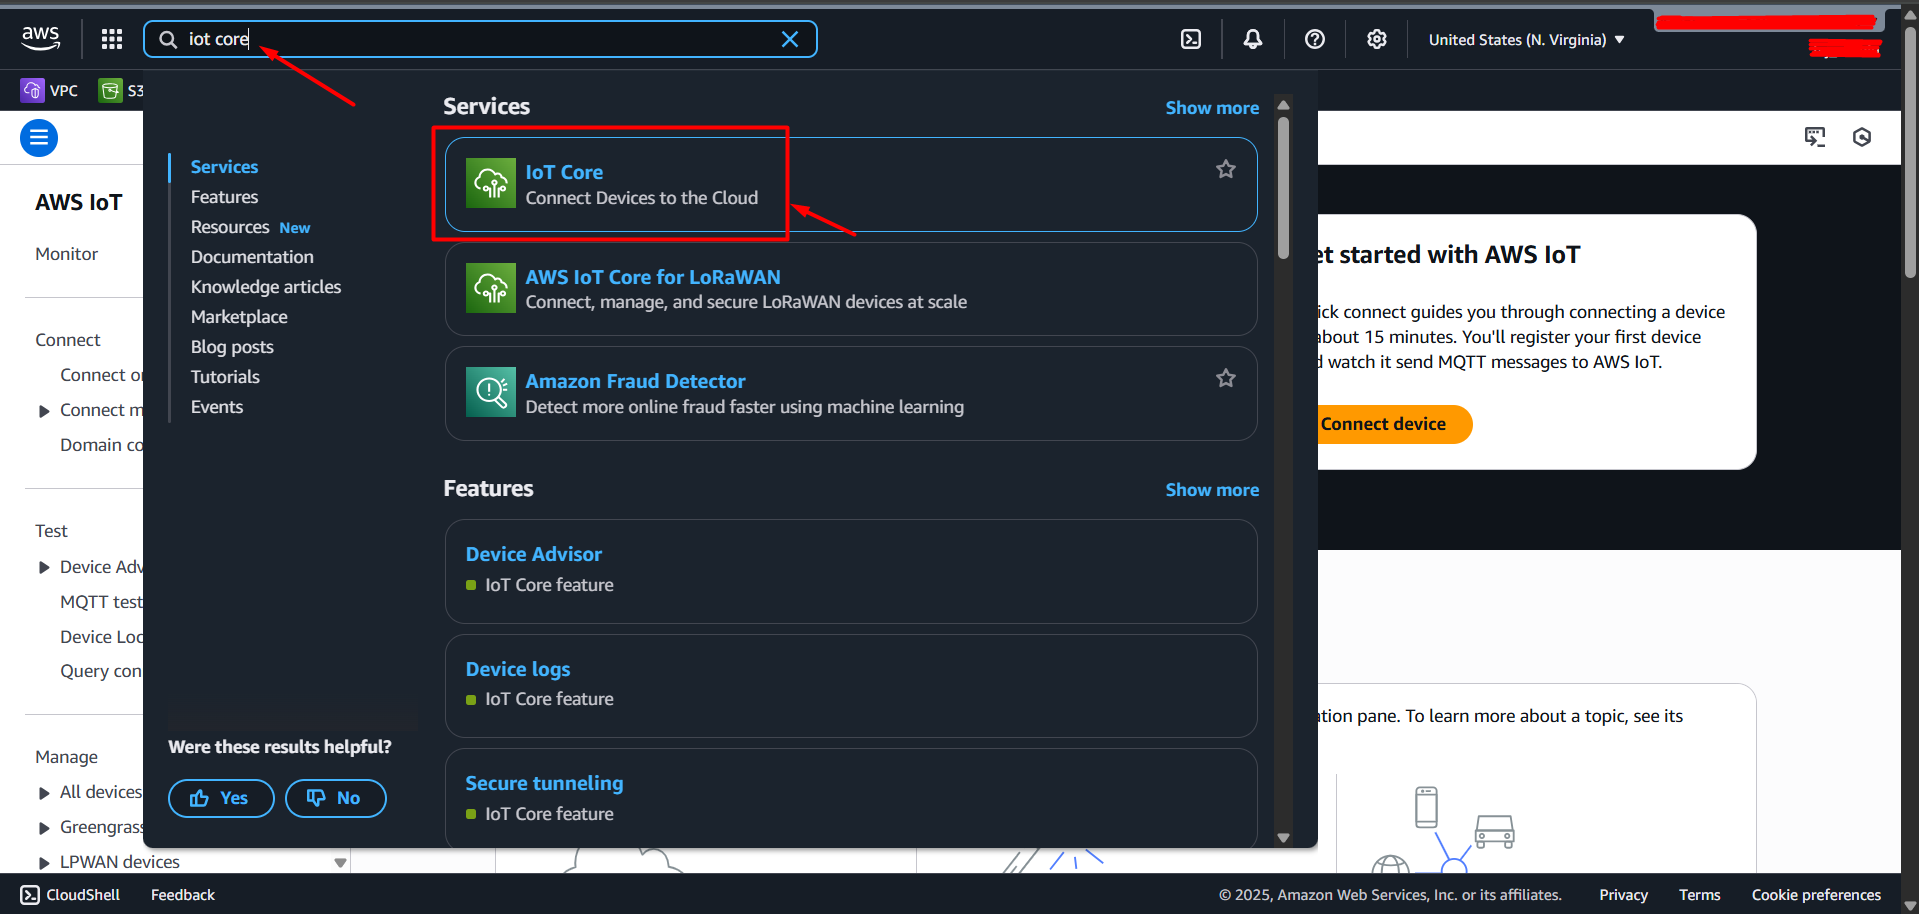 aws
iot core
United States (N. Virginia)
VPC
S3
AWS IoT
Monitor
Connect
Connect
Connect
Domain
Test
Device
MQTT test
Device
Query
Manage
All devices
Greengrass
LPWAN devices
Services
Features
Resources New
Documentation
Knowledge articles
Marketplace
Blog posts
Tutorials
Events
Were these results helpful?
Yes
No
Services
Show more
IoT Core
Connect Devices to the Cloud
AWS IoT Core for LoRaWAN
Connect, manage, and secure LoRaWAN devices at scale
Amazon Fraud Detector
Detect more online fraud faster using machine learning
Features
Show more
Device Advisor
IoT Core feature
Device logs
IoT Core feature
Secure tunneling
IoT Core feature
et started with AWS IoT
ick connect guides you through connecting a device
about 15 minutes. You'll register your first device
d watch it send MQTT messages to AWS IoT.
Connect device
ation pane. To learn more about a topic, see its
CloudShell
Feedback
© 2025, Amazon Web Services, Inc. or its affiliates.
Privacy
Terms
Cookie preferences